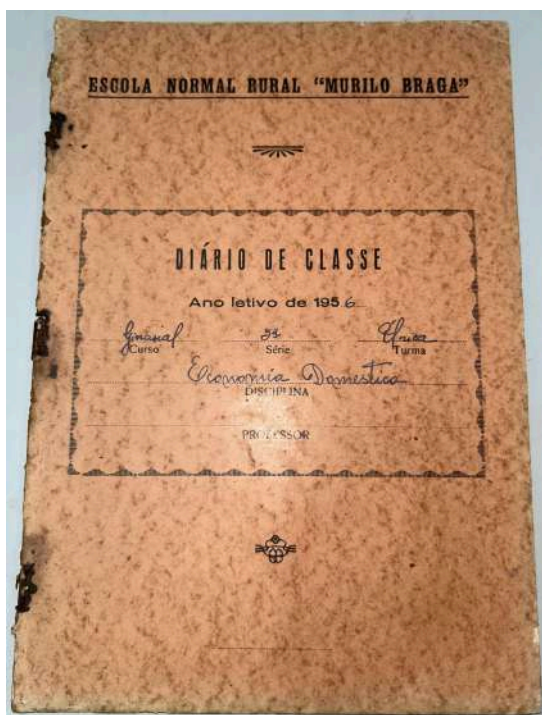 ESCOLA NORMAL RURAL “MURILO BRAGA”
DIÁRIO DE CLASSE
Ano letivo de 1956
Ginasial Única
Curso Série Turma
Economia Domestica
DISCIPLINA
PROFESSOR